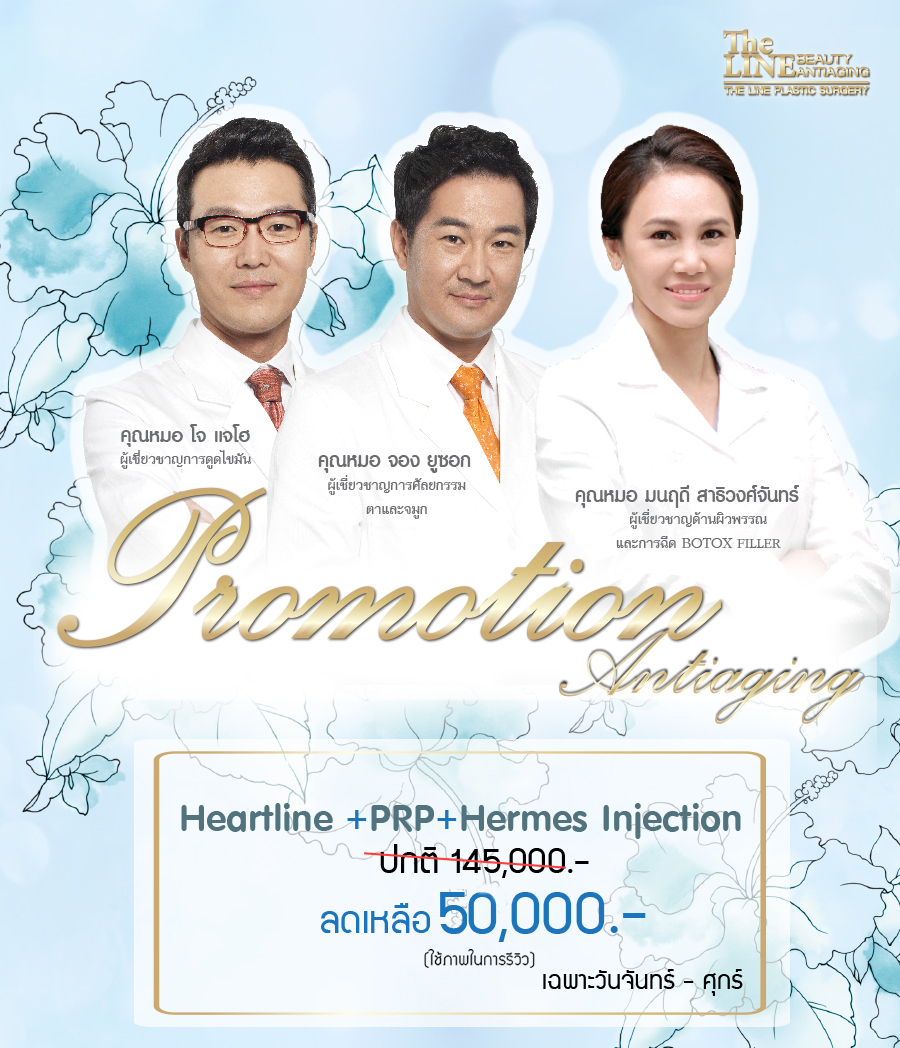 The
LINE BEAUTY
ANTIAGING
THE LINE PLASTIC SURGERY
คุณหมอ โจ แจโฮ
ผู้เชี่ยวชาญการดูดไขมัน
คุณหมอ จอง ยูซอก
ผู้เชี่ยวชาญการศัลยกรรม
ตาและจมูก
คุณหมอ มนฤดี สาธิวงศ์จันทร์
ผู้เชี่ยวชาญด้านผิวพรรณ
และการฉีด BOTOX FILLER
Promotion
Antiaging
Heartline +PRP+Hermes Injection
ปกติ 145,000.-
ลดเหลือ 50,000.-
(ใช้ภาพในการรีวิว)
เฉพาะวันจันทร์ - ศุกร์